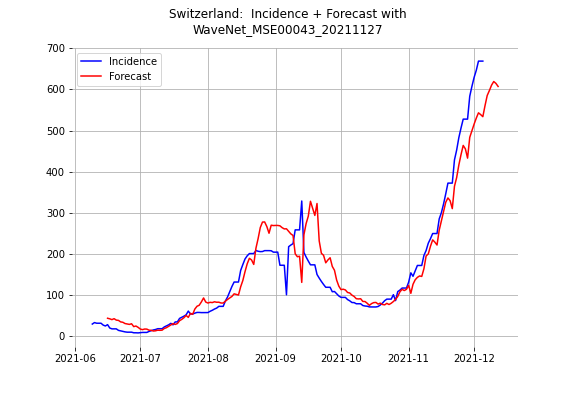 Switzerland:  Incidence + Forecast with
WaveNet_MSE00043_20211127
Incidence
Forecast
700
600
500
400
300
200
100
0
2021-06 2021-07 2021-08 2021-09 2021-10 2021-11 2021-12